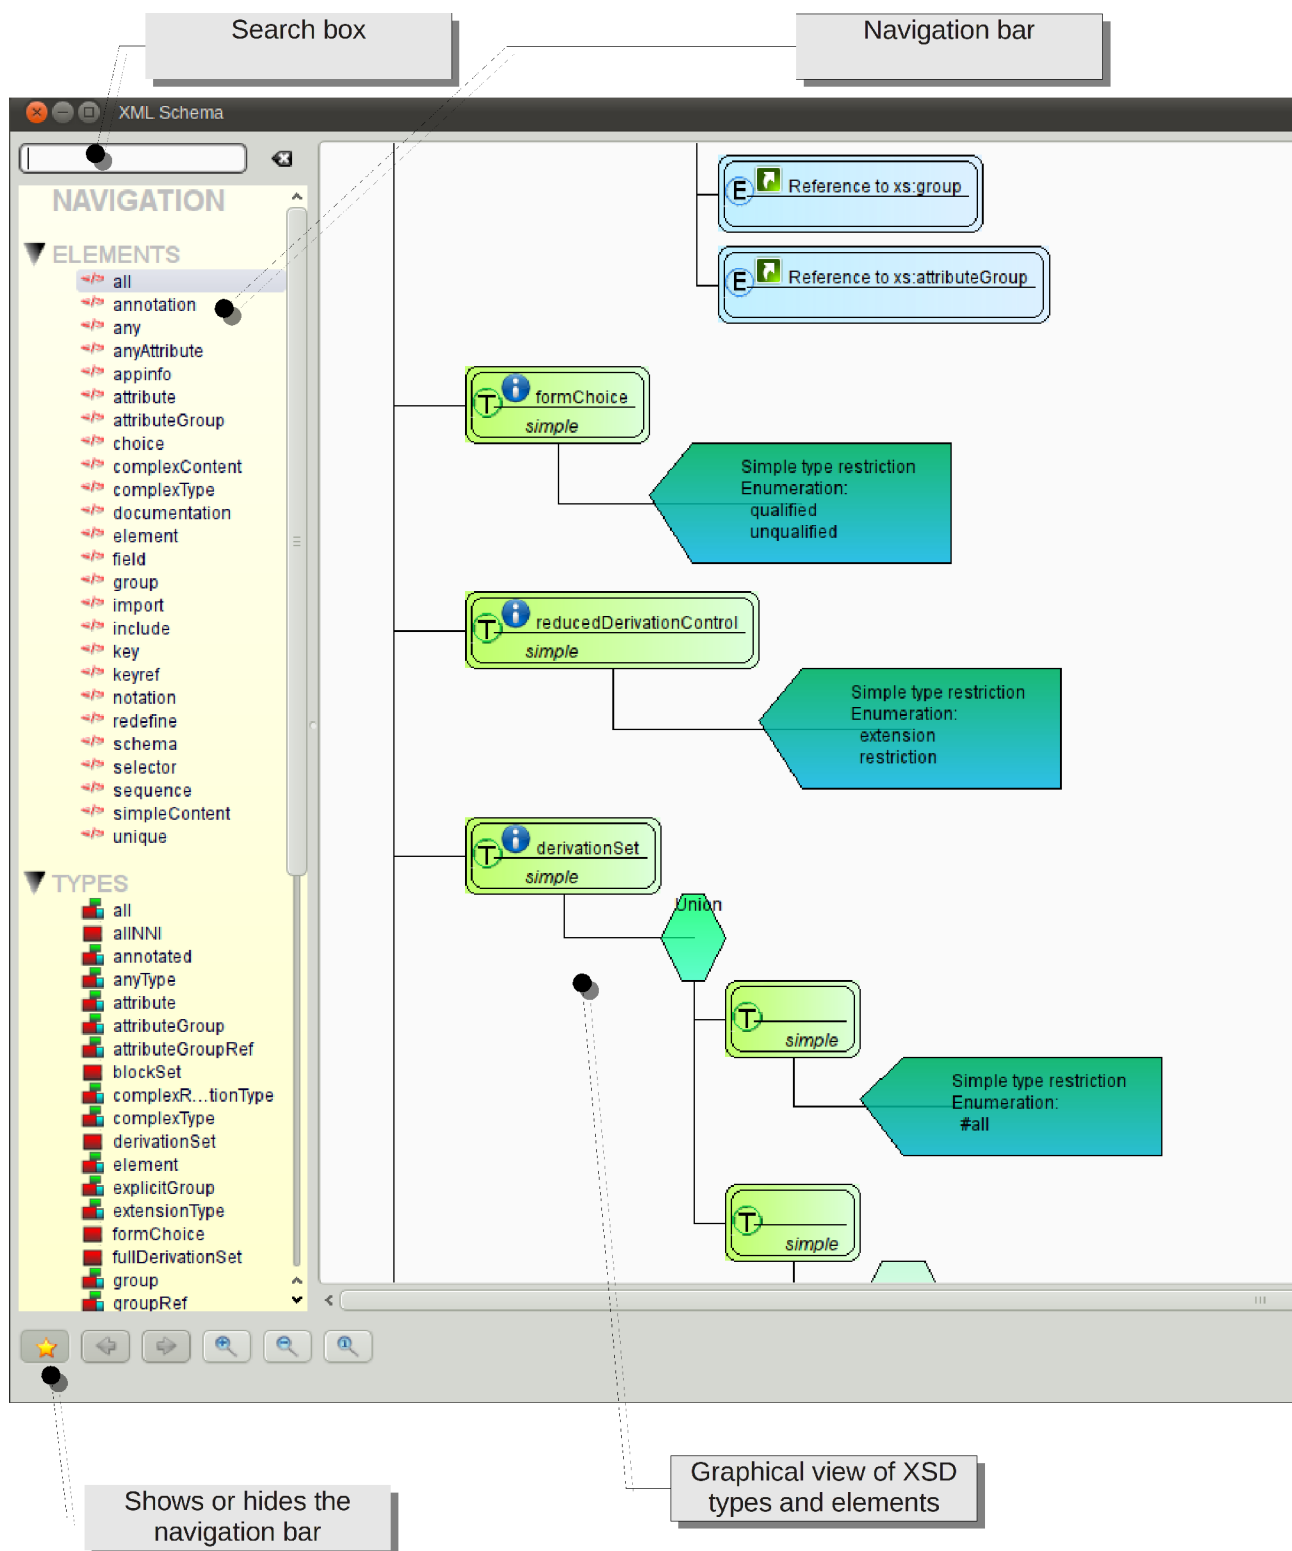 Search box
Navigation bar
XML Schema
NAVIGATION
ELEMENTS
all
annotation
any
anyAttribute
appinfo
attribute
attributeGroup
choice
complexContent
complexType
documentation
element
field
group
import
include
key
keyref
notation
redefine
schema
selector
sequence
simpleContent
unique
TYPES
all
allNNI
annotated
anyType
attribute
attributeGroup
attributeGroupRef
blockSet
complexR...tionType
complexType
derivationSet
element
explicitGroup
extensionType
formChoice
fullDerivationSet
group
groupRef
E Reference to xs:group
E Reference to xs:attributeGroup
T formChoice
simple
Simple type restriction
Enumeration:
qualified
unqualified
T reducedDerivationControl
simple
Simple type restriction
Enumeration:
extension
restriction
T derivationSet
simple
Union
T
simple
Simple type restriction
Enumeration:
#all
T
simple
Shows or hides the
navigation bar
Graphical view of XSD
types and elements